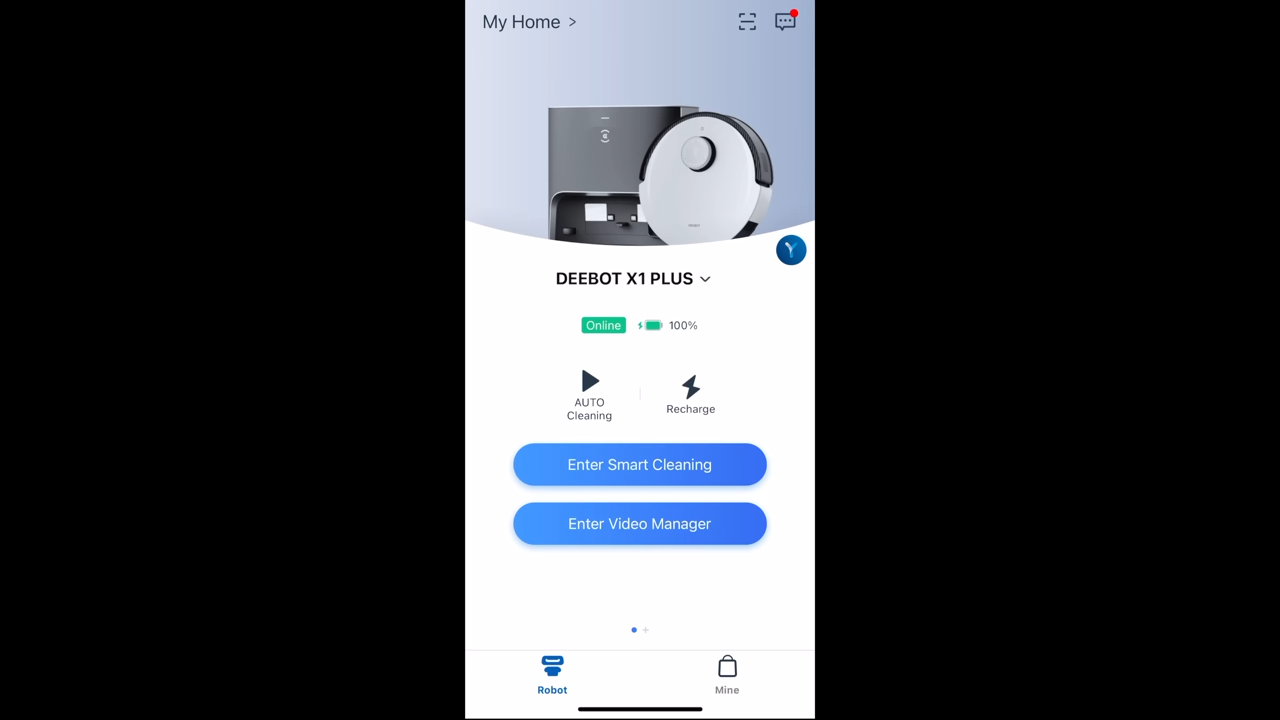 My Home >
DEEBOT X1 PLUS
Online
100%
AUTO
Cleaning
Recharge
Enter Smart Cleaning
Enter Video Manager
Robot
Mine